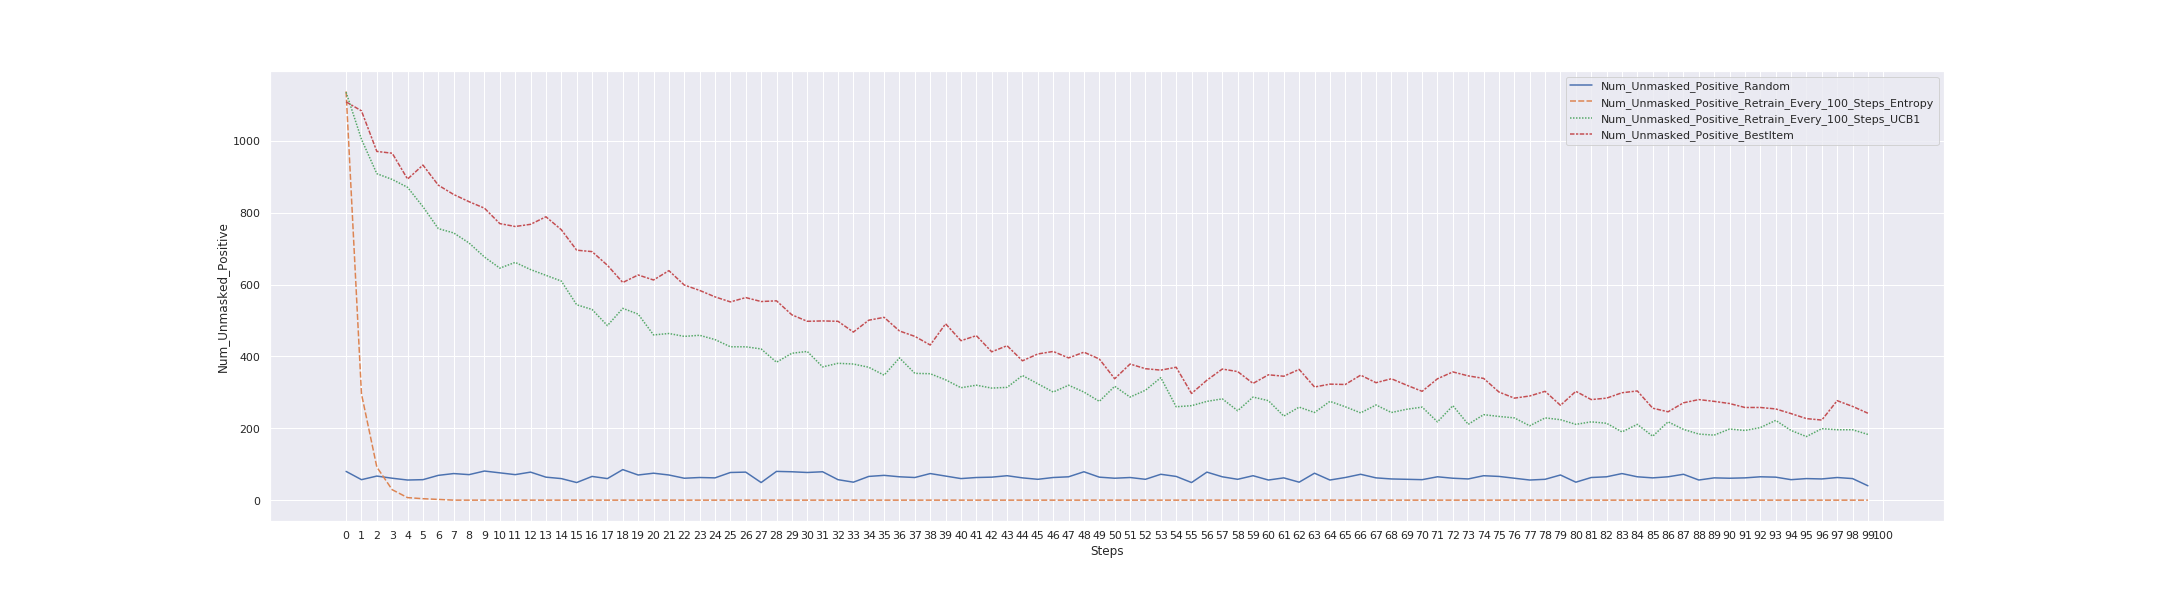 Num_Unmasked_Positive_Random
Num_Unmasked_Positive_Retrain_Every_100_Steps_Entropy
Num_Unmasked_Positive_Retrain_Every_100_Steps_UCB1
Num_Unmasked_Positive_BestItem
1000
800
600
400
200
0
Num_Unmasked_Positive
0 1 2 3 4 5 6 7 8 9 10 11 12 13 14 15 16 17 18 19 20 21 22 23 24 25 26 27 28 29 30 31 32 33 34 35 36 37 38 39 40 41 42 43 44 45 46 47 48 49 50 51 52 53 54 55 56 57 58 59 60 61 62 63 64 65 66 67 68 69 70 71 72 73 74 75 76 77 78 79 80 81 82 83 84 85 86 87 88 89 90 91 92 93 94 95 96 97 98 99 100
Steps